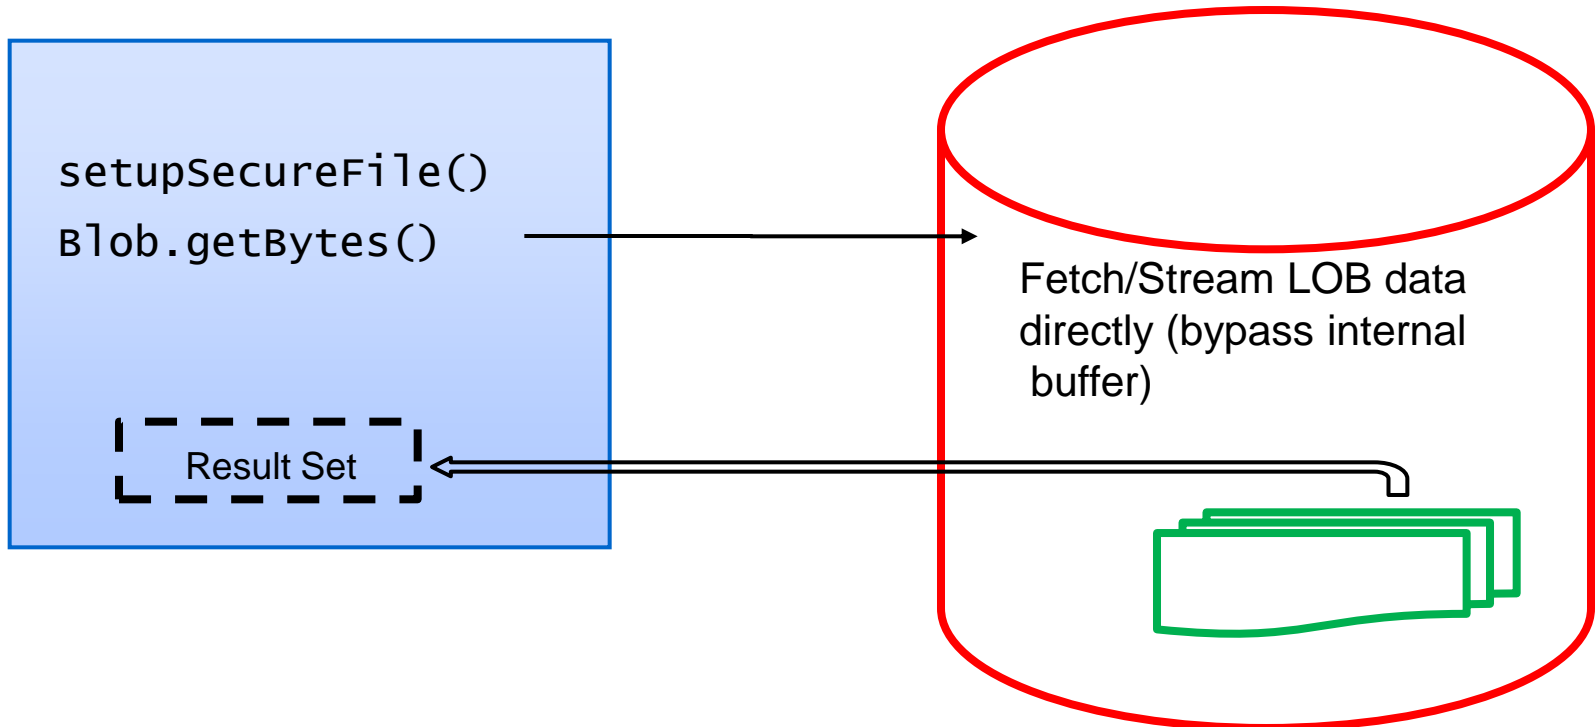 setupSecureFile()
Blob.getBytes()
Fetch/Stream LOB data
directly (bypass internal
buffer)
Result Set